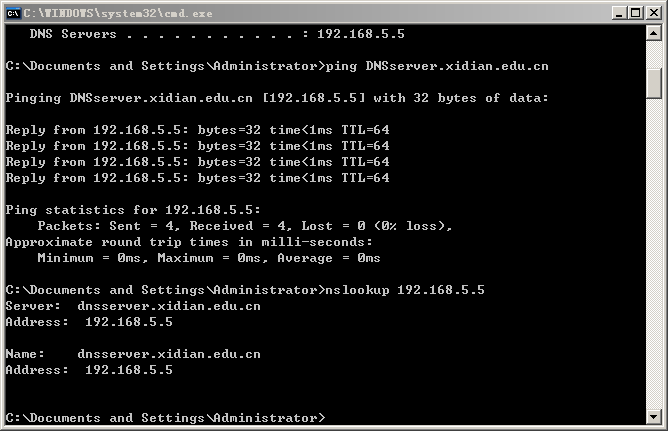 C:\WINDOWS\system32\cmd.exe
DNS Servers . . . . . . . . . . . : 192.168.5.5
C:\Documents and Settings\Administrator>ping DNSserver.xidian.edu.cn
Pinging DNSserver.xidian.edu.cn [192.168.5.5] with 32 bytes of data:
Reply from 192.168.5.5: bytes=32 time<1ms TTL=64
Reply from 192.168.5.5: bytes=32 time<1ms TTL=64
Reply from 192.168.5.5: bytes=32 time<1ms TTL=64
Reply from 192.168.5.5: bytes=32 time<1ms TTL=64
Ping statistics for 192.168.5.5:
Packets: Sent = 4, Received = 4, Lost = 0 (0% loss),
Approximate round trip times in milli-seconds:
Minimum = 0ms, Maximum = 0ms, Average = 0ms
C:\Documents and Settings\Administrator>nslookup 192.168.5.5
Server:  dnsserver.xidian.edu.cn
Address:  192.168.5.5
Name:    dnsserver.xidian.edu.cn
Address:  192.168.5.5
C:\Documents and Settings\Administrator>